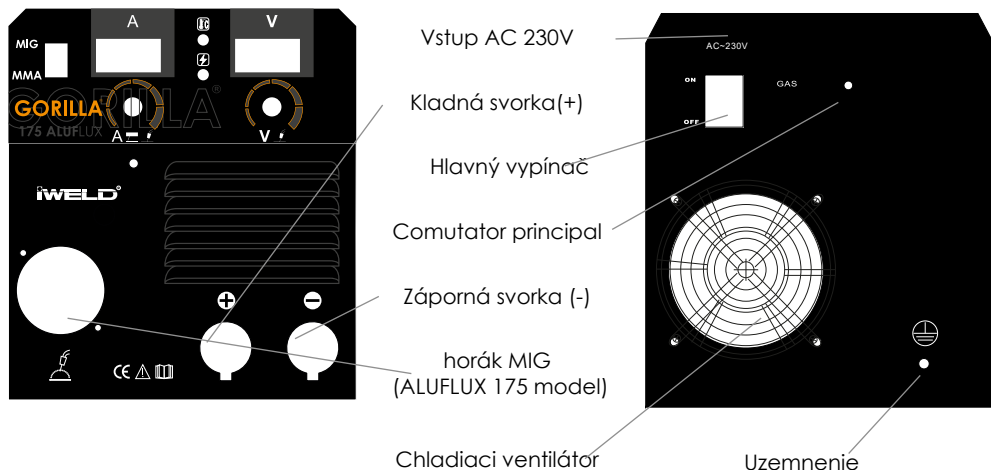 A
V
MIG
MMA
GORILLA®
GORILLA
175 ALUFLUX
A
V
iWELD®
CE
Vstup AC 230V
Kladná svorka(+)
Hlavný vypínač
Comutator principal
Záporná svorka (-)
horák MIG
(ALUFLUX 175 model)
Chladiaci ventilátor
AC~230V
ON
GAS
OFF
Uzemnenie